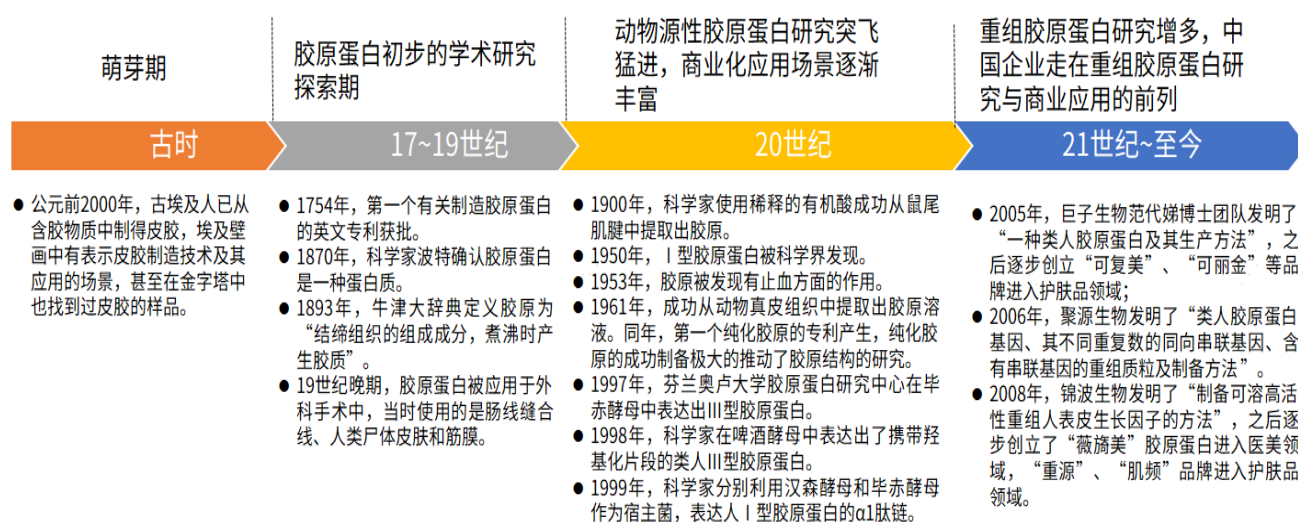 萌芽期
胶原蛋白初步的学术研究
探索期
动物源性胶原蛋白研究突飞
猛进，商业化应用场景逐渐
丰富
重组胶原蛋白研究增多，中
国企业走在重组胶原蛋白研
究与商业应用的前列
古时
17~19世纪
20世纪
21世纪~至今
● 公元前2000年，古埃及人已从
含胶物质中制得皮胶，埃及壁
画中有表示皮胶制造技术及其
应用的场景，甚至在金字塔中
也找到过皮胶的样品。
● 1754年，第一个有关制造胶原蛋白
的英文专利获批。
● 1870年，科学家波特确认胶原蛋白
是一种蛋白质。
● 1893年，牛津大辞典定义胶原为
“结缔组织的组成成分，煮沸时产
生胶质”。
● 19世纪晚期，胶原蛋白被应用于外
科手术中，当时使用的是肠线缝合
线、人类尸体皮肤和筋膜。
● 1900年，科学家使用稀释的有机酸成功从鼠尾
肌腱中提取出胶原。
● 1950年，Ⅰ型胶原蛋白被科学界发现。
● 1953年，胶原被发现有止血方面的作用。
● 1961年，成功从动物真皮组织中提取出胶原溶
液。同年，第一个纯化胶原的专利产生，纯化胶
原的成功制备极大的推动了胶原结构的研究。
● 1997年，芬兰奥卢大学胶原蛋白研究中心在毕
赤酵母中表达出Ⅲ型胶原蛋白。
● 1998年，科学家在啤酒酵母中表达出了携带羟
基化片段的类人Ⅲ型胶原蛋白。
● 1999年，科学家分别利用汉森酵母和毕赤酵母
作为宿主菌，表达人Ⅰ型胶原蛋白的α1肽链。
● 2005年，巨子生物范代娣博士团队发明了
“一种类人胶原蛋白及其生产方法”，之
后逐步创立“可复美”、“可丽金”等品
牌进入护肤品领域；
● 2006年，聚源生物发明了“类人胶原蛋白
基因、其不同重复数的同向串联基因、含
有串联基因的重组质粒及制备方法”。
● 2008年，锦波生物发明了“制备可溶高活
性重组人表皮生长因子的方法”，之后逐
步创立了“薇旖美”胶原蛋白进入医美领
域，“重源”、“肌频”品牌进入护肤品
领域。